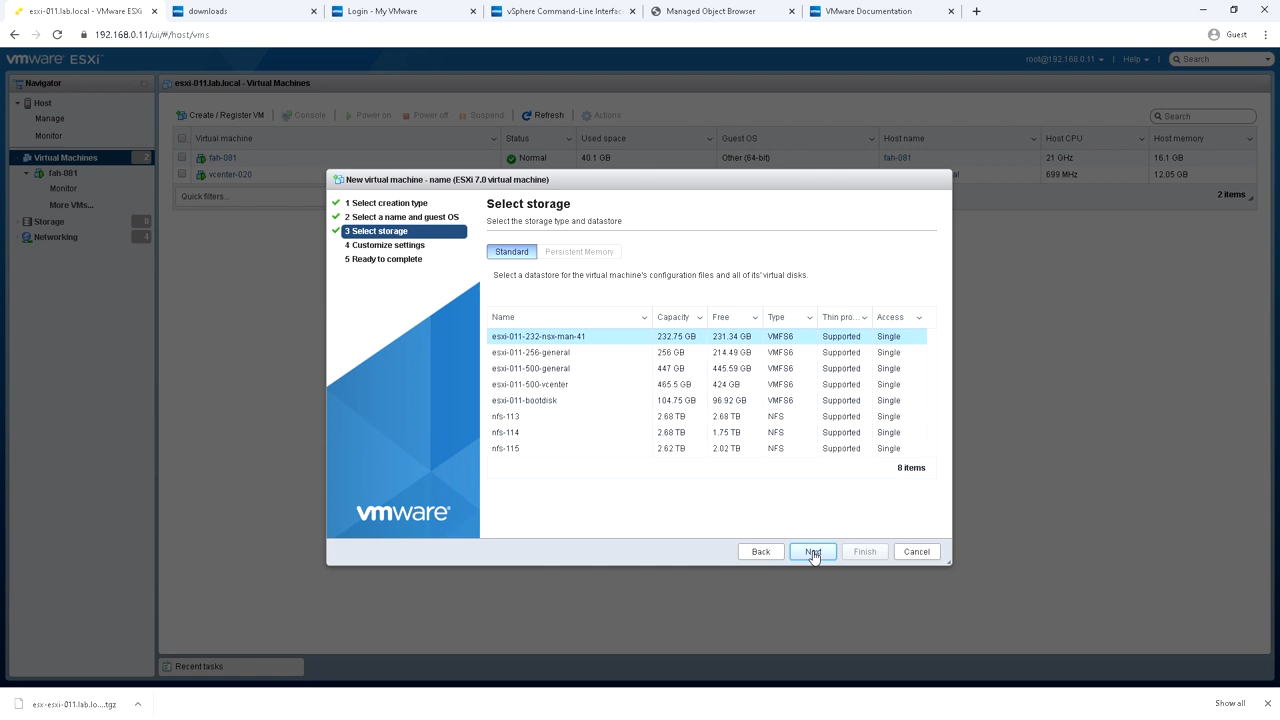 esxi-011.lab.local - VMware ESXi
downloads
Login - My VMware
vSphere Command-Line Interfac
Managed Object Browser
VMware Documentation
192.168.0.11/ui/#/host/vms
Guest
vmware ESXi
root@192.168.0.11
Help
Search
Navigator
esxi-011.lab.local - Virtual Machines
Host
Manage
Monitor
Virtual Machines 2
fah-081
Monitor
More VMs...
Storage 8
Networking 4
Create / Register VM
Console
Power on
Power off
Suspend
Refresh
Actions
Search
Virtual machine Status Used space Guest OS Host name Host CPU Host memory
fah-081 Normal 40.1 GB Other (64-bit) fah-081 21 GHz 16.1 GB
vcenter-020 al 699 MHz 12.05 GB
Quick filters...
2 items
New virtual machine - name (ESXi 7.0 virtual machine)
1 Select creation type
2 Select a name and guest OS
3 Select storage
4 Customize settings
5 Ready to complete
vmware
Select storage
Select the storage type and datastore
Standard
Persistent Memory
Select a datastore for the virtual machine's configuration files and all of its' virtual disks.
Name Capacity Free Type Thin pro... Access
esxi-011-232-nsx-man-41 232.75 GB 231.34 GB VMFS6 Supported Single
esxi-011-256-general 256 GB 214.49 GB VMFS6 Supported Single
esxi-011-500-general 447 GB 445.59 GB VMFS6 Supported Single
esxi-011-500-vcenter 465.5 GB 424 GB VMFS6 Supported Single
esxi-011-bootdisk 104.75 GB 96.92 GB VMFS6 Supported Single
nfs-113 2.68 TB 2.68 TB NFS Supported Single
nfs-114 2.68 TB 1.75 TB NFS Supported Single
nfs-115 2.62 TB 2.02 TB NFS Supported Single
8 items
Back
Next
Finish
Cancel
Recent tasks
esx-esxi-011.lab.lo....tgz
Show all